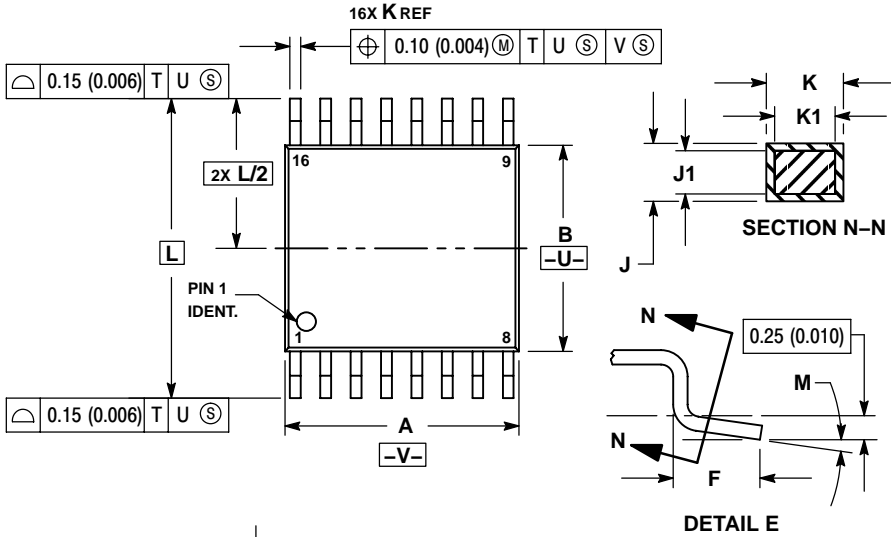 16X K REF
⌖ 0.10 (0.004) Ⓜ T U Ⓢ V Ⓢ
⌓ 0.15 (0.006) T U Ⓢ
K
K1
16
9
2X L/2
J1
SECTION N–N
B
–U–
L
J
PIN 1
IDENT.
N
0.25 (0.010)
1
8
M
⌓ 0.15 (0.006) T U Ⓢ
A
–V–
N
F
DETAIL E